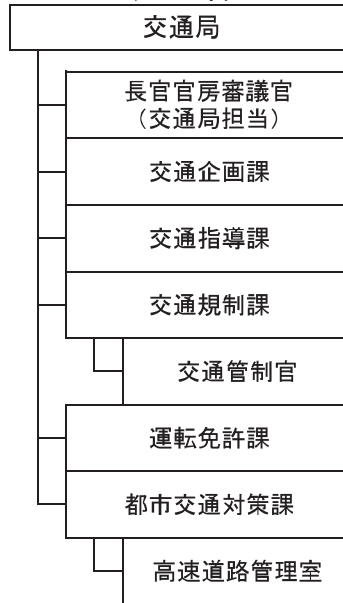 交通局
長官官房審議官
（交通局担当）
交通企画課
交通指導課
交通規制課
交通管制官
運転免許課
都市交通対策課
高速道路管理室